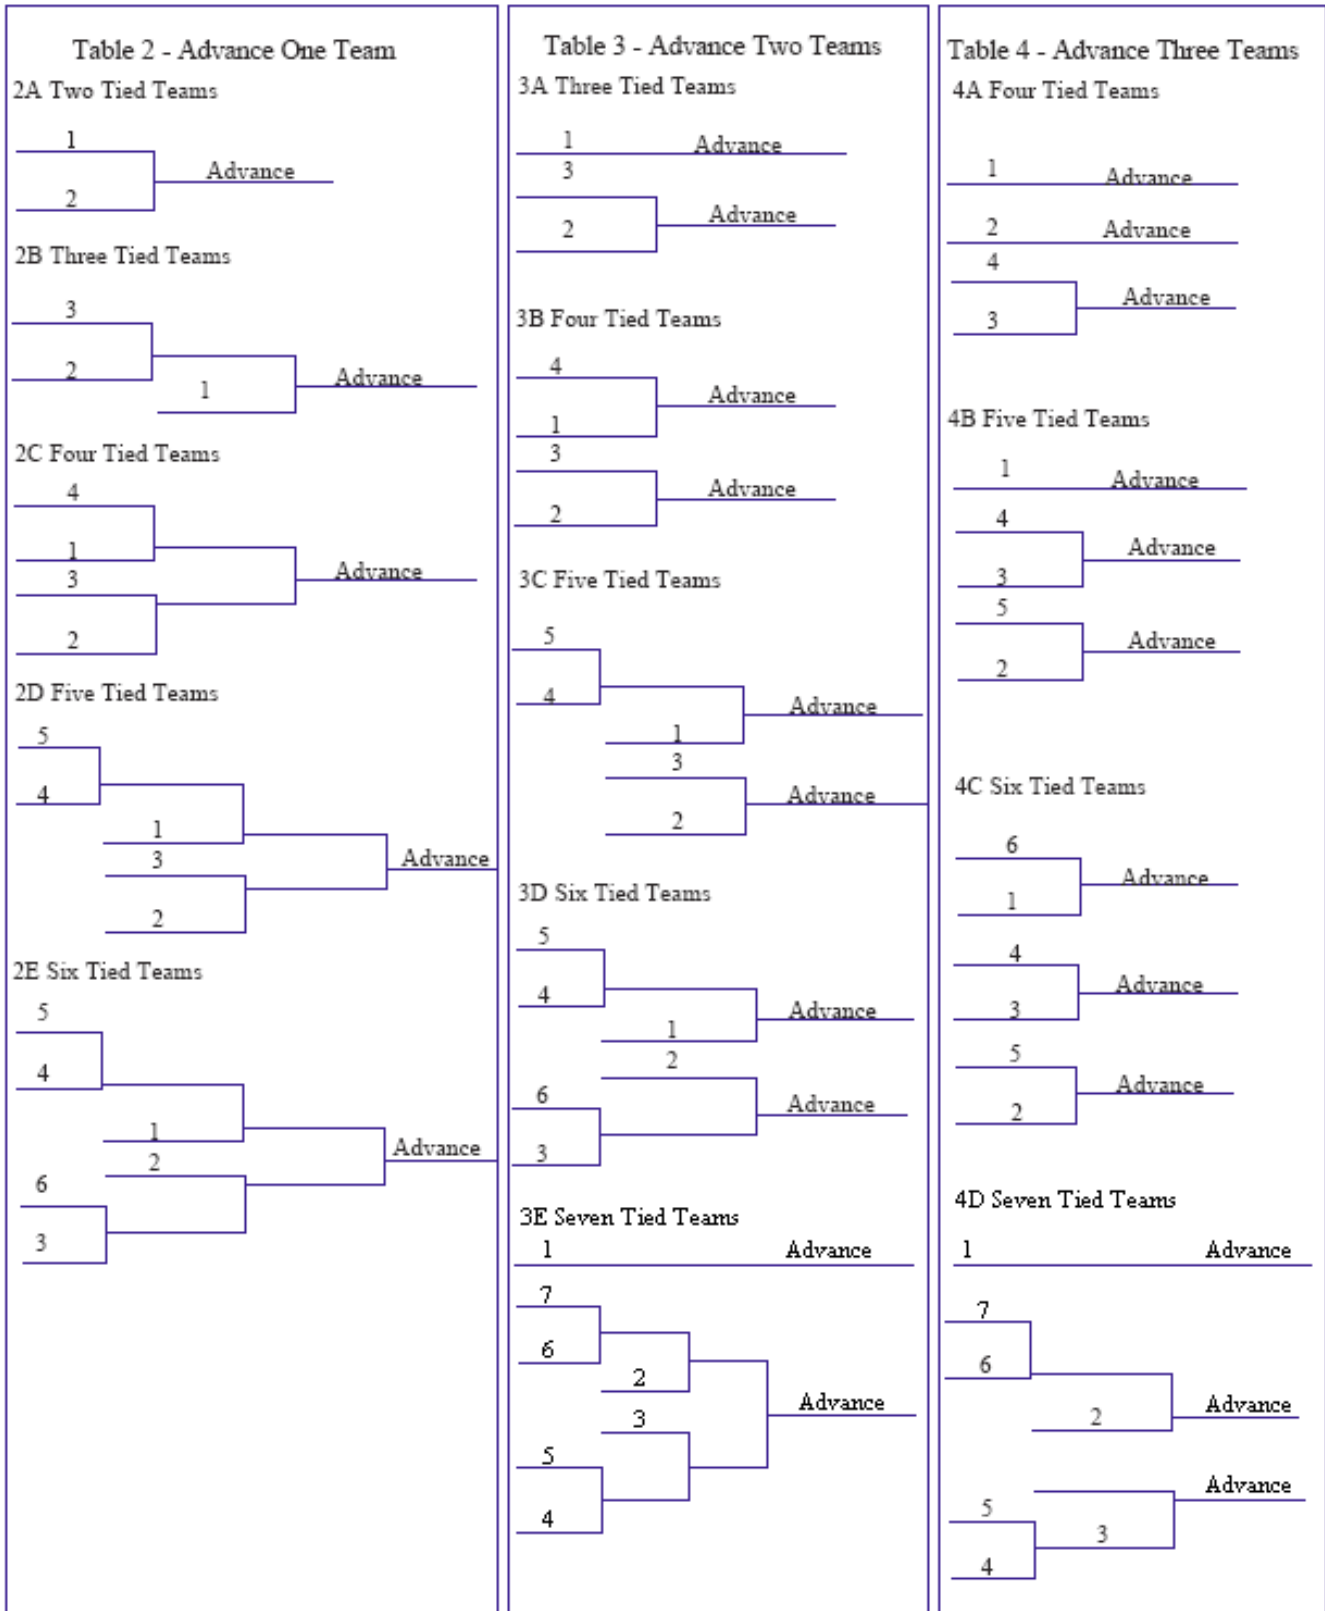 Table 2 - Advance One Team
2A Two Tied Teams
1
Advance
2
2B Three Tied Teams
3
2
1
Advance
2C Four Tied Teams
4
1
3
Advance
2
2D Five Tied Teams
5
4
1
3
Advance
2
2E Six Tied Teams
5
4
1
Advance
2
6
3
Table 3 - Advance Two Teams
3A Three Tied Teams
1
Advance
3
Advance
2
3B Four Tied Teams
4
Advance
1
3
Advance
2
3C Five Tied Teams
5
4
Advance
1
3
Advance
2
3D Six Tied Teams
5
4
Advance
1
2
6
Advance
3
3E Seven Tied Teams
1 Advance
7
6
2
Advance
3
5
4
Table 4 - Advance Three Teams
4A Four Tied Teams
1
Advance
2 Advance
4
Advance
3
4B Five Tied Teams
1
Advance
4
Advance
3
5
Advance
2
4C Six Tied Teams
6
Advance
1
4
Advance
3
5
Advance
2
4D Seven Tied Teams
1 Advance
7
6
Advance
2
Advance
5
3
4